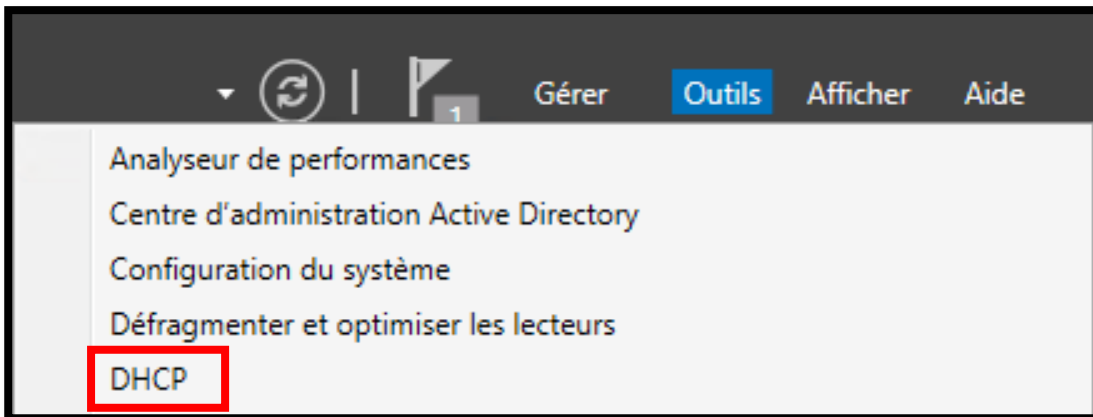 1 Gérer Outils Afficher Aide
Analyseur de performances
Centre d'administration Active Directory
Configuration du système
Défragmenter et optimiser les lecteurs
DHCP